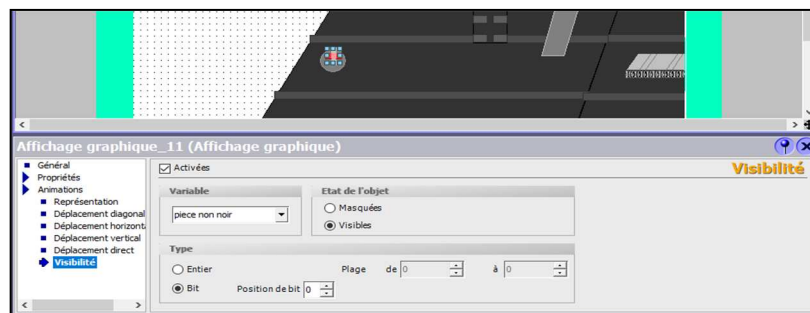 Affichage graphique_11 (Affichage graphique)
Général
Propriétés
Animations
Représentation
Déplacement diagonal
Déplacement horizont
Déplacement vertical
Déplacement direct
Visibilité
Activées
Visibilité
Variable
piece non noir
Etat de l'objet
Masquées
Visibles
Type
Entier
Plage de 0 à 0
Bit
Position de bit 0